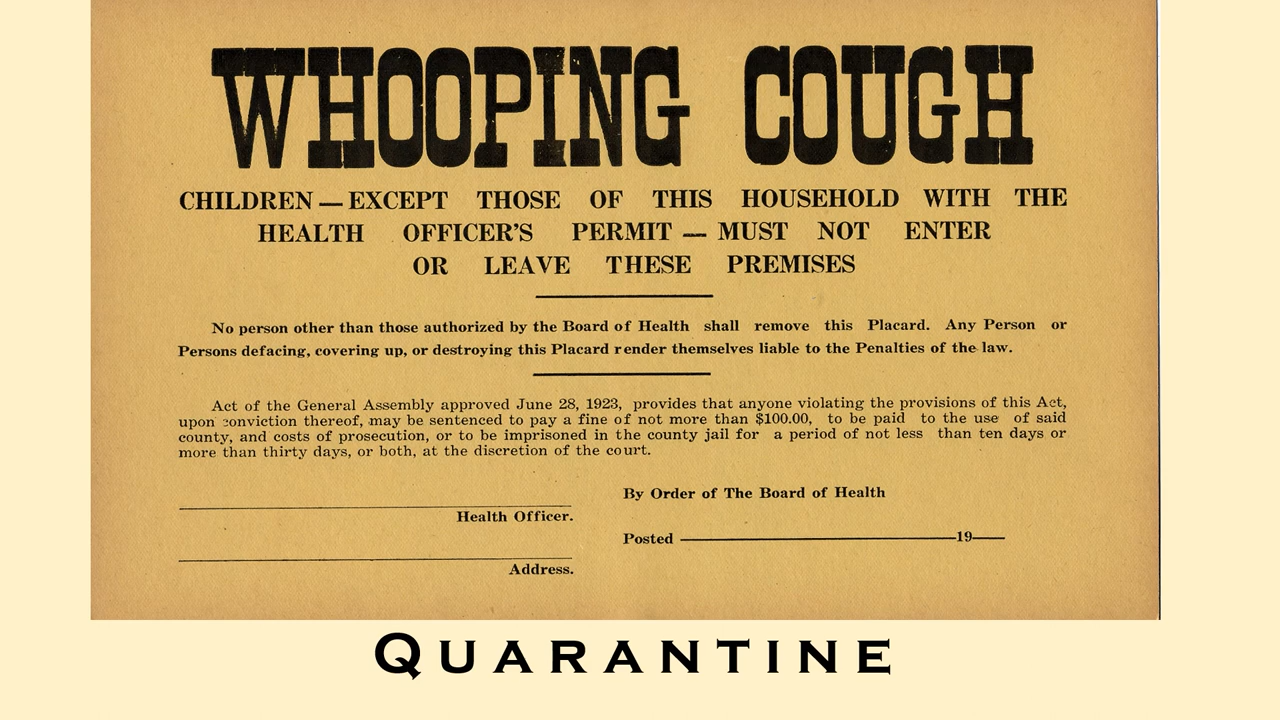 WHOOPING COUGH
CHILDREN — EXCEPT THOSE OF THIS HOUSEHOLD WITH THE
HEALTH OFFICER'S PERMIT — MUST NOT ENTER
OR LEAVE THESE PREMISES
No person other than those authorized by the Board of Health shall remove this Placard. Any Person or
Persons defacing, covering up, or destroying this Placard render themselves liable to the Penalties of the law.
Act of the General Assembly approved June 28, 1923, provides that anyone violating the provisions of this Act,
upon conviction thereof, may be sentenced to pay a fine of not more than $100.00, to be paid to the use of said
county, and costs of prosecution, or to be imprisoned in the county jail for a period of not less than ten days or
more than thirty days, or both, at the discretion of the court.
By Order of The Board of Health
Health Officer.
Posted ——— 19 ——
Address.
QUARANTINE